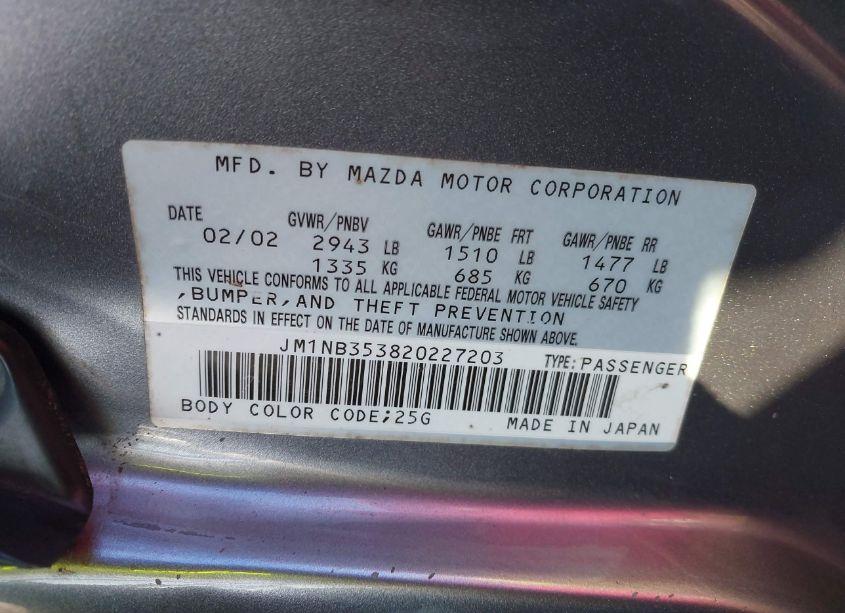 MFD. BY MAZDA MOTOR CORPORATION
DATE GVWR/PNBV GAWR/PNBE FRT GAWR/PNBE RR
02/02 2943 LB 1510 LB 1477 LB
1335 KG 685 KG 670 KG
THIS VEHICLE CONFORMS TO ALL APPLICABLE FEDERAL MOTOR VEHICLE SAFETY
,BUMPER,AND THEFT PREVENTION
STANDARDS IN EFFECT ON THE DATE OF MANUFACTURE SHOWN ABOVE.
JM1NB353820227203 TYPE:PASSENGER
BODY COLOR CODE;25G MADE IN JAPAN